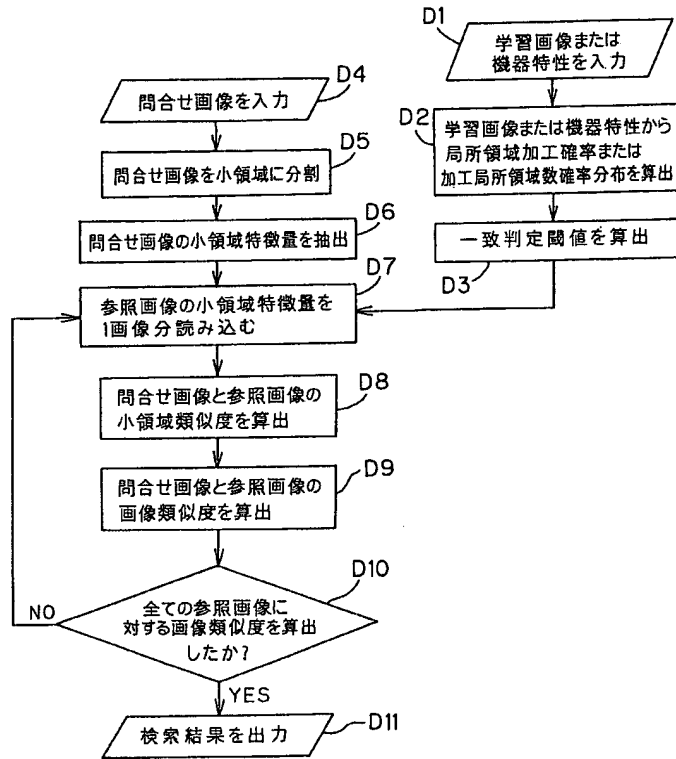 D1
学習画像または
機器特性を入力
D2
学習画像または機器特性から
局所領域加工確率または
加工局所領域数確率分布を算出
一致判定閾値を算出
D3
D4
問合せ画像を入力
D5
問合せ画像を小領域に分割
D6
問合せ画像の小領域特徴量を抽出
D7
参照画像の小領域特徴量を
1画像分読み込む
D8
問合せ画像と参照画像の
小領域類似度を算出
D9
問合せ画像と参照画像の
画像類似度を算出
D10
全ての参照画像に
対する画像類似度を算出
したか?
NO
YES
検索結果を出力
D11